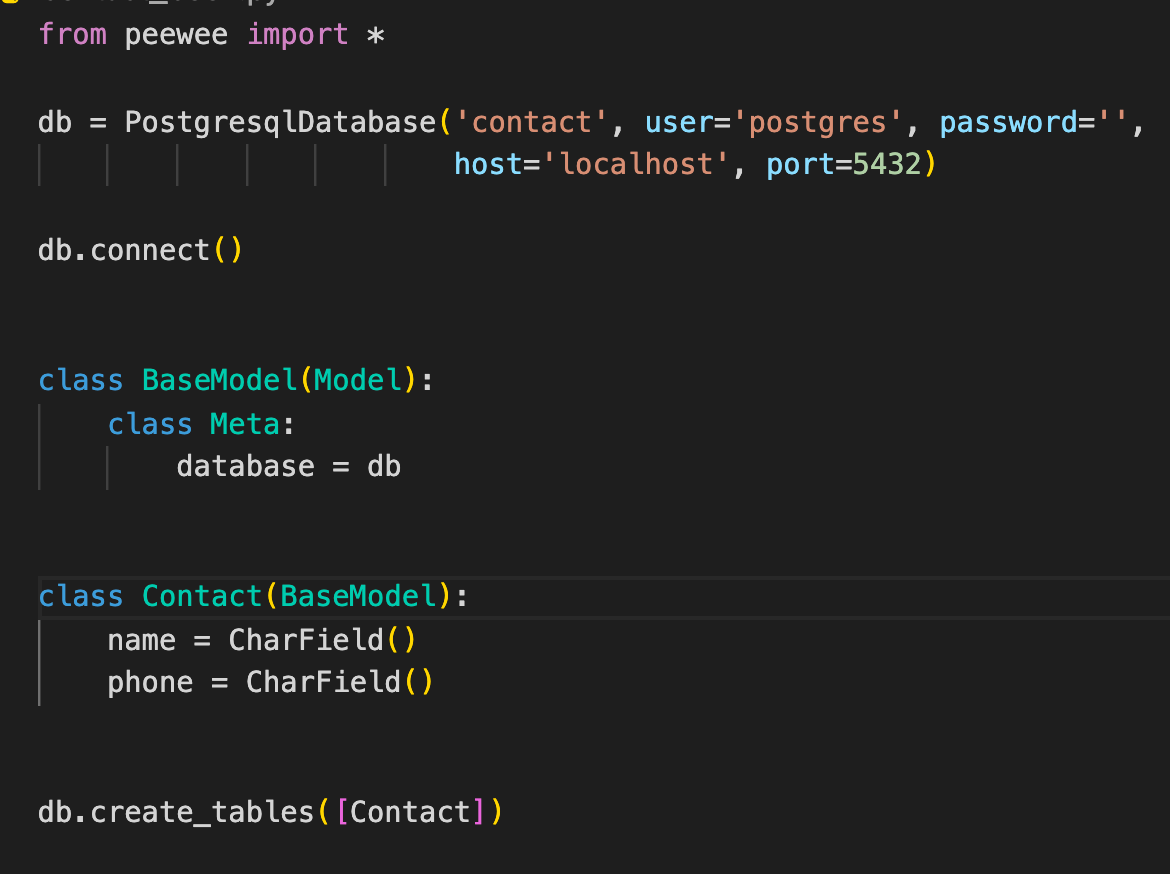 from peewee import *
db = PostgresqlDatabase('contact', user='postgres', password='',
host='localhost', port=5432)
db.connect()
class BaseModel(Model):
class Meta:
database = db
class Contact(BaseModel):
name = CharField()
phone = CharField()
db.create_tables([Contact])